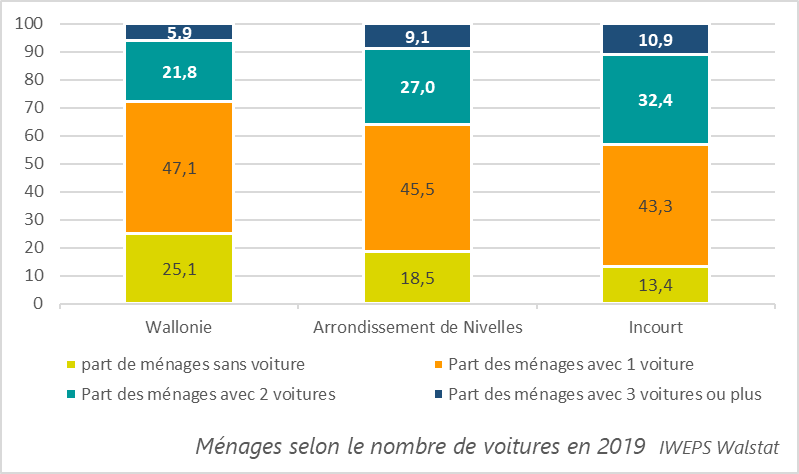 100
90
80
70
60
50
40
30
20
10
0
5,9
9,1
10,9
21,8
27,0
32,4
47,1
45,5
43,3
25,1
18,5
13,4
Wallonie
Arrondissement de Nivelles
Incourt
part de ménages sans voiture
Part des ménages avec 1 voiture
Part des ménages avec 2 voitures
Part des ménages avec 3 voitures ou plus
Ménages selon le nombre de voitures en 2019 IWEPS Walstat